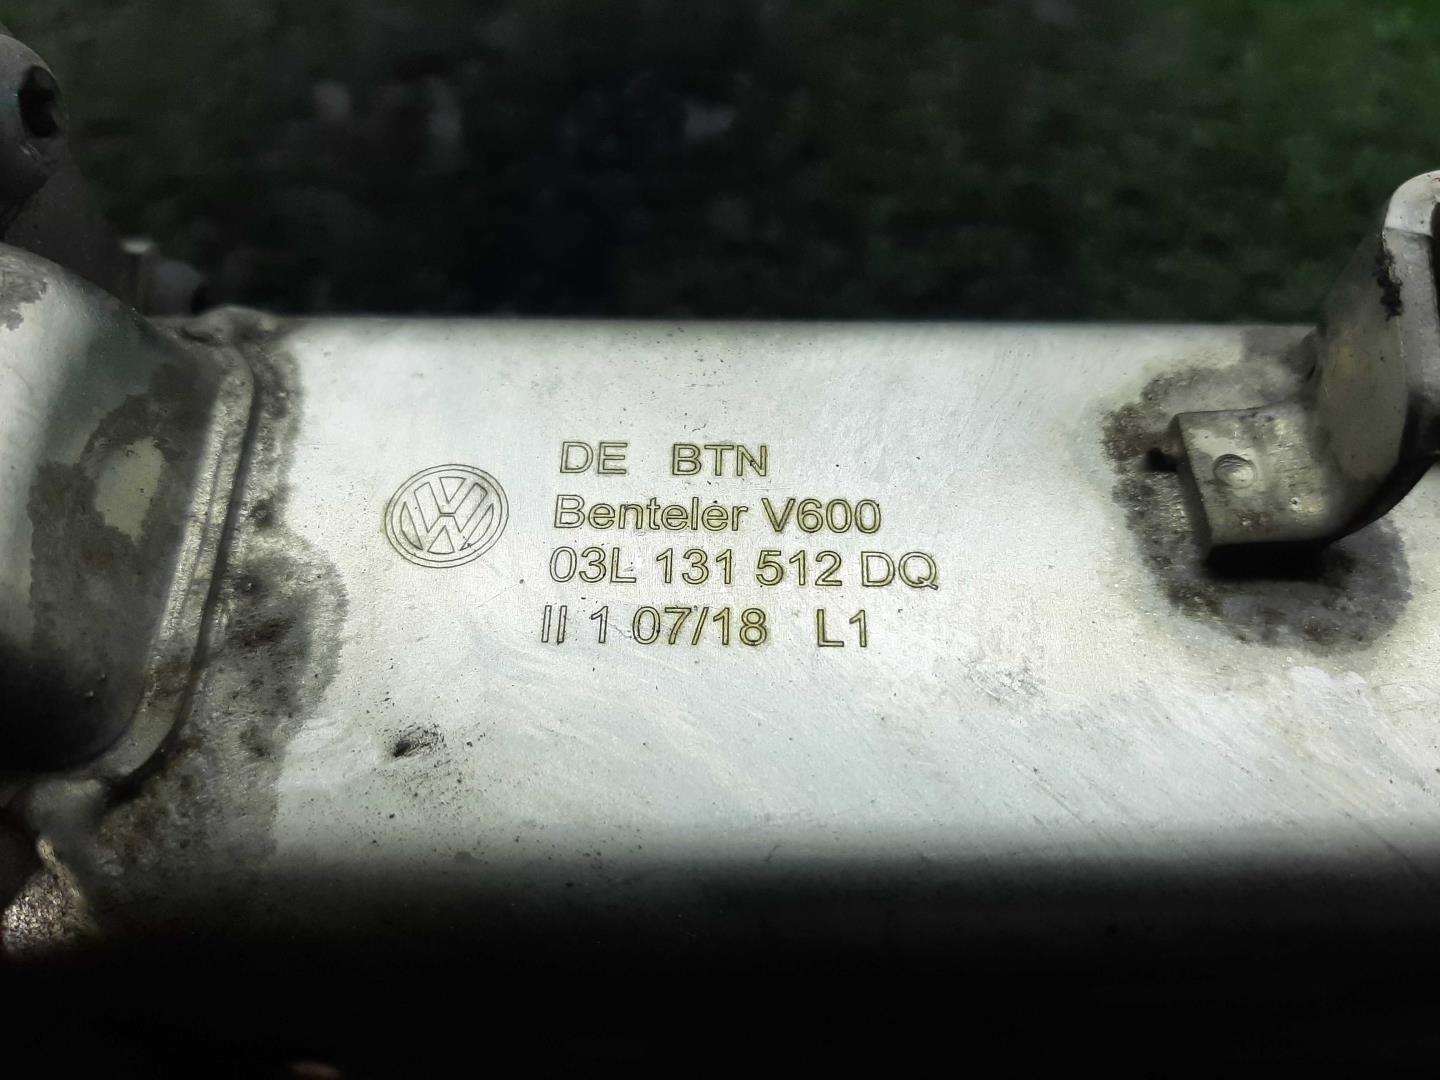 DE BTN
Benteler V600
03L 131 512 DQ
II 1 07/18 L1